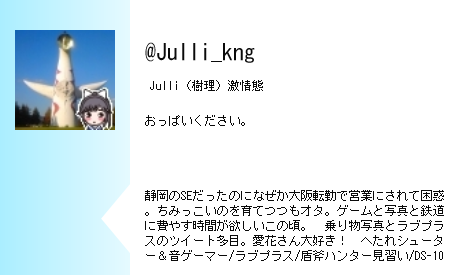 @Julli_kng
Julli（樹理）激情態
おっぱいください。
静岡のSEだったのになぜか大阪転勤で営業にされて困惑
。ちみっこいのを育てつつもオタ。ゲームと写真と鉄道
に費やす時間が欲しいこの頃。　乗り物写真とラブプラ
スのツイート多目。愛花さん大好き！　へたれシュータ
ー＆音ゲーマー/ラブプラス/盾斧ハンター見習い/DS-10